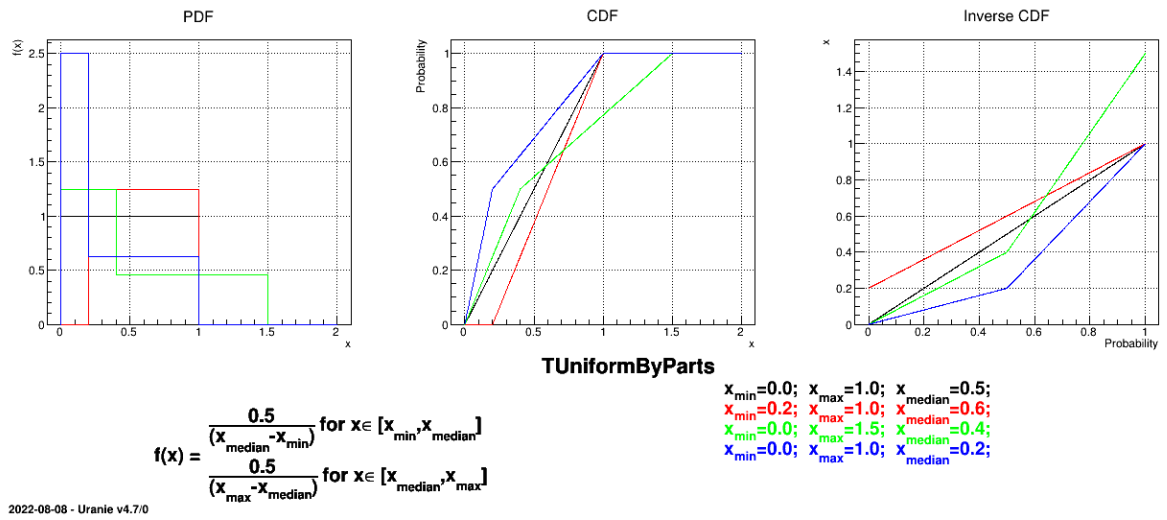 PDF
CDF
Inverse CDF
f(x)
2.5
2
1.5
1
0.5
0
0 0.5 1 1.5 2
x
Probability
1
0.8
0.6
0.4
0.2
0
0 0.5 1 1.5 2
x
x
1.4
1.2
1
0.8
0.6
0.4
0.2
0
0 0.2 0.4 0.6 0.8 1
Probability
TUniformByParts
x_min=0.0; x_max=1.0; x_median=0.5;
x_min=0.2; x_max=1.0; x_median=0.6;
x_min=0.0; x_max=1.5; x_median=0.4;
x_min=0.0; x_max=1.0; x_median=0.2;
f(x) =
0.5
(x_median-x_min)
for x∈ [x_min,x_median]
0.5
(x_max-x_median)
for x∈ [x_median,x_max]
2022-08-08 - Uranie v4.7/0